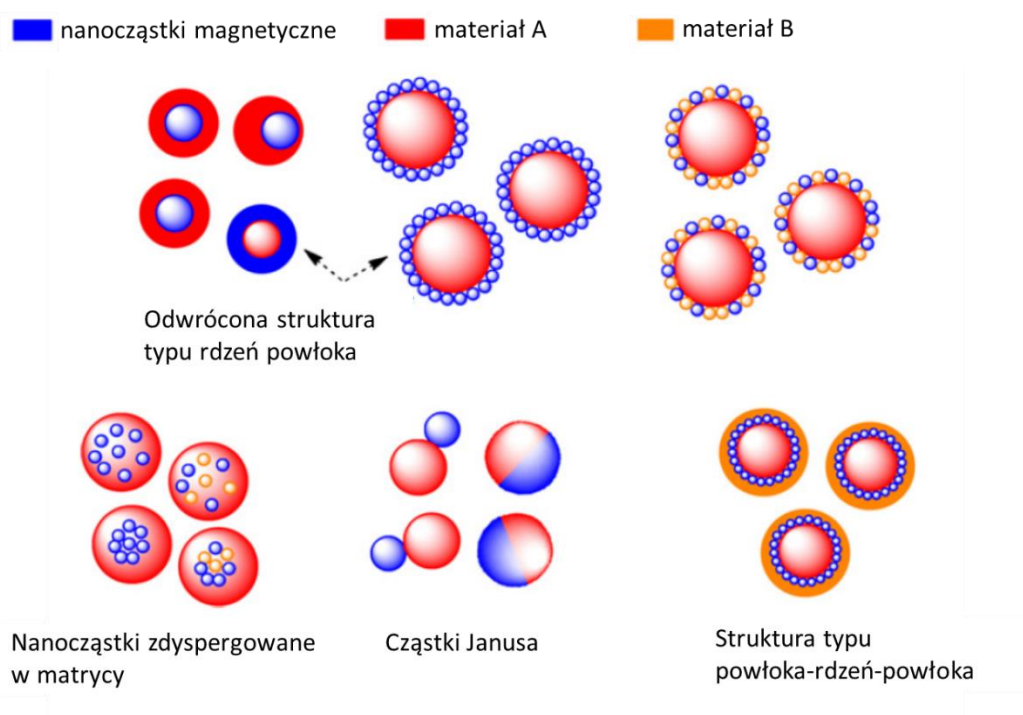 nanocząstki magnetyczne
materiał A
materiał B
Odwrócona struktura
typu rdzeń powłoka
Nanocząstki zdyspergowane
w matrycy
Cząstki Janusa
Struktura typu
powłoka-rdzeń-powłoka